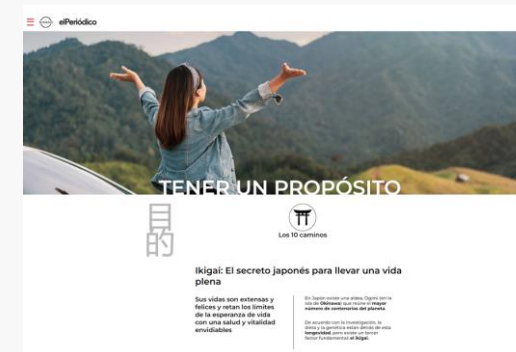 elPeriódico
TENER UN PROPÓSITO
目的
Los 10 caminos
Ikigai: El secreto japonés para llevar una vida
plena
Sus vidas son extensas y
felices y retan los límites
de la esperanza de vida
con una salud y vitalidad
envidiables
En Japón existe una aldea, Ogimi (en la
isla de Okinawa) que reúne el mayor
número de centenarios del planeta.
De acuerdo con la investigación, la
dieta y la genética están detrás de esta
longevidad, pero existe un tercer
factor fundamental: el ikigai.